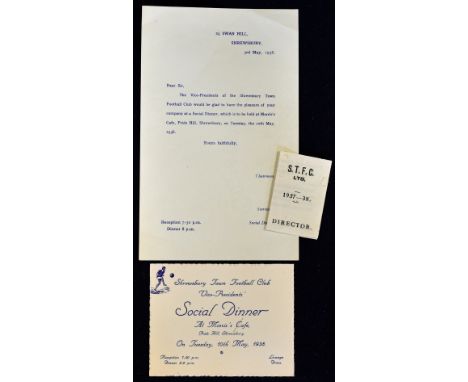 SWAN HILL,
SHREWSBURY.
3rd May, 1938.
Dear Sir,
The Vice-Presidents of the Shrewsbury Town
Football Club would be glad to have the pleasure of your
company at a Social Dinner, which is to be held at Morris's
Café, Pride Hill, Shrewsbury, on Tuesday, the 10th May,
1938.
Yours faithfully,
Chairman
Reception 7-30 p.m.
Dinner 8 p.m.
Social
S.T.F.C.
LTD.
1937—38.
DIRECTOR.
Shrewsbury Town Football Club
Vice-Presidents'
Social Dinner
At Morris's Cafe,
Pride Hill, Shrewsbury
On Tuesday, 10th May, 1938
Reception 7.30 p.m.
Dinner 8.0 p.m.
Lounge
Dress